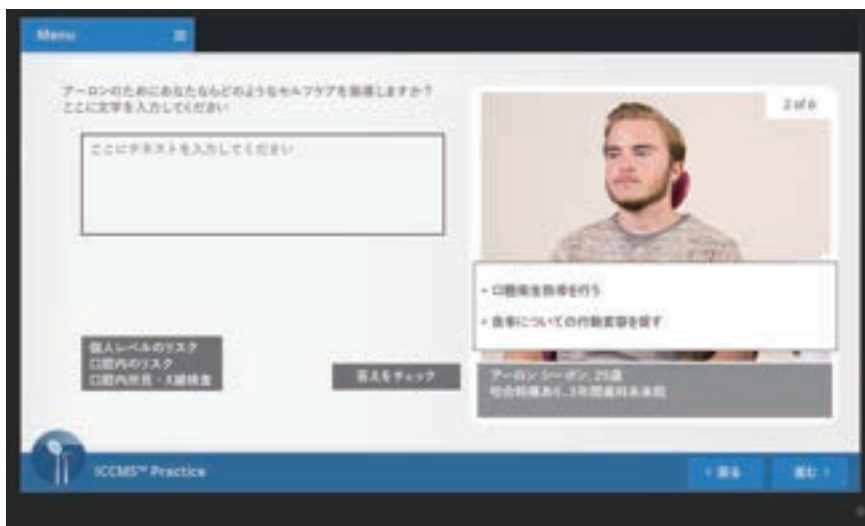 Menu
アーロンのためにあなたならどのようなセルフケアを指導しますか？
ここに文字を入力してください
ここにテキストを入力してください
2 of 6
・口腔衛生指導を行う
・食事についての行動変容を促す
個人レベルのリスク
口腔内のリスク
口腔内所見・X線検査
答えをチェック
アーロン シーボン, 25歳
咬合粉砕あり、3年間歯科未来院
ICCMS™ Practice
戻る
進む